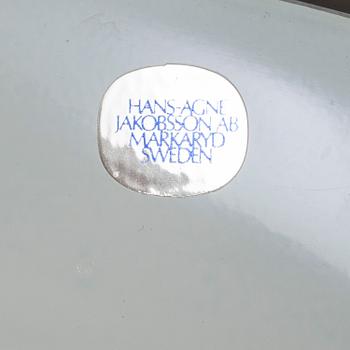 HANS-AGNE
JAKOBSSON AB
MARKARYD
SWEDEN